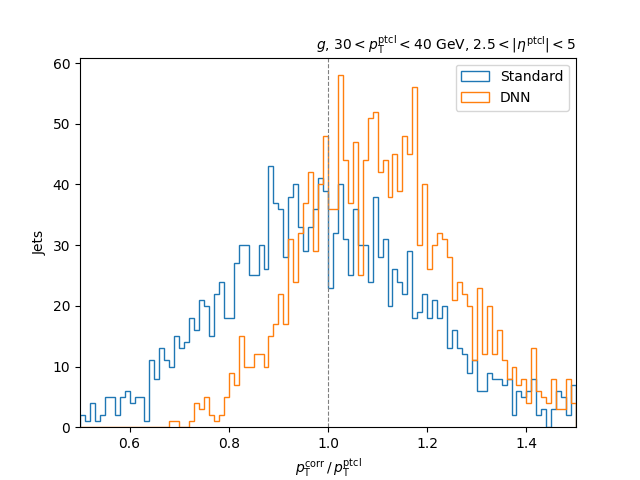 g, 30 < p_T^ptcl < 40 GeV, 2.5 < |η^ptcl| < 5
Standard
DNN
60
50
40
30
20
10
0
Jets
0.6 0.8 1.0 1.2 1.4
p_T^corr / p_T^ptcl